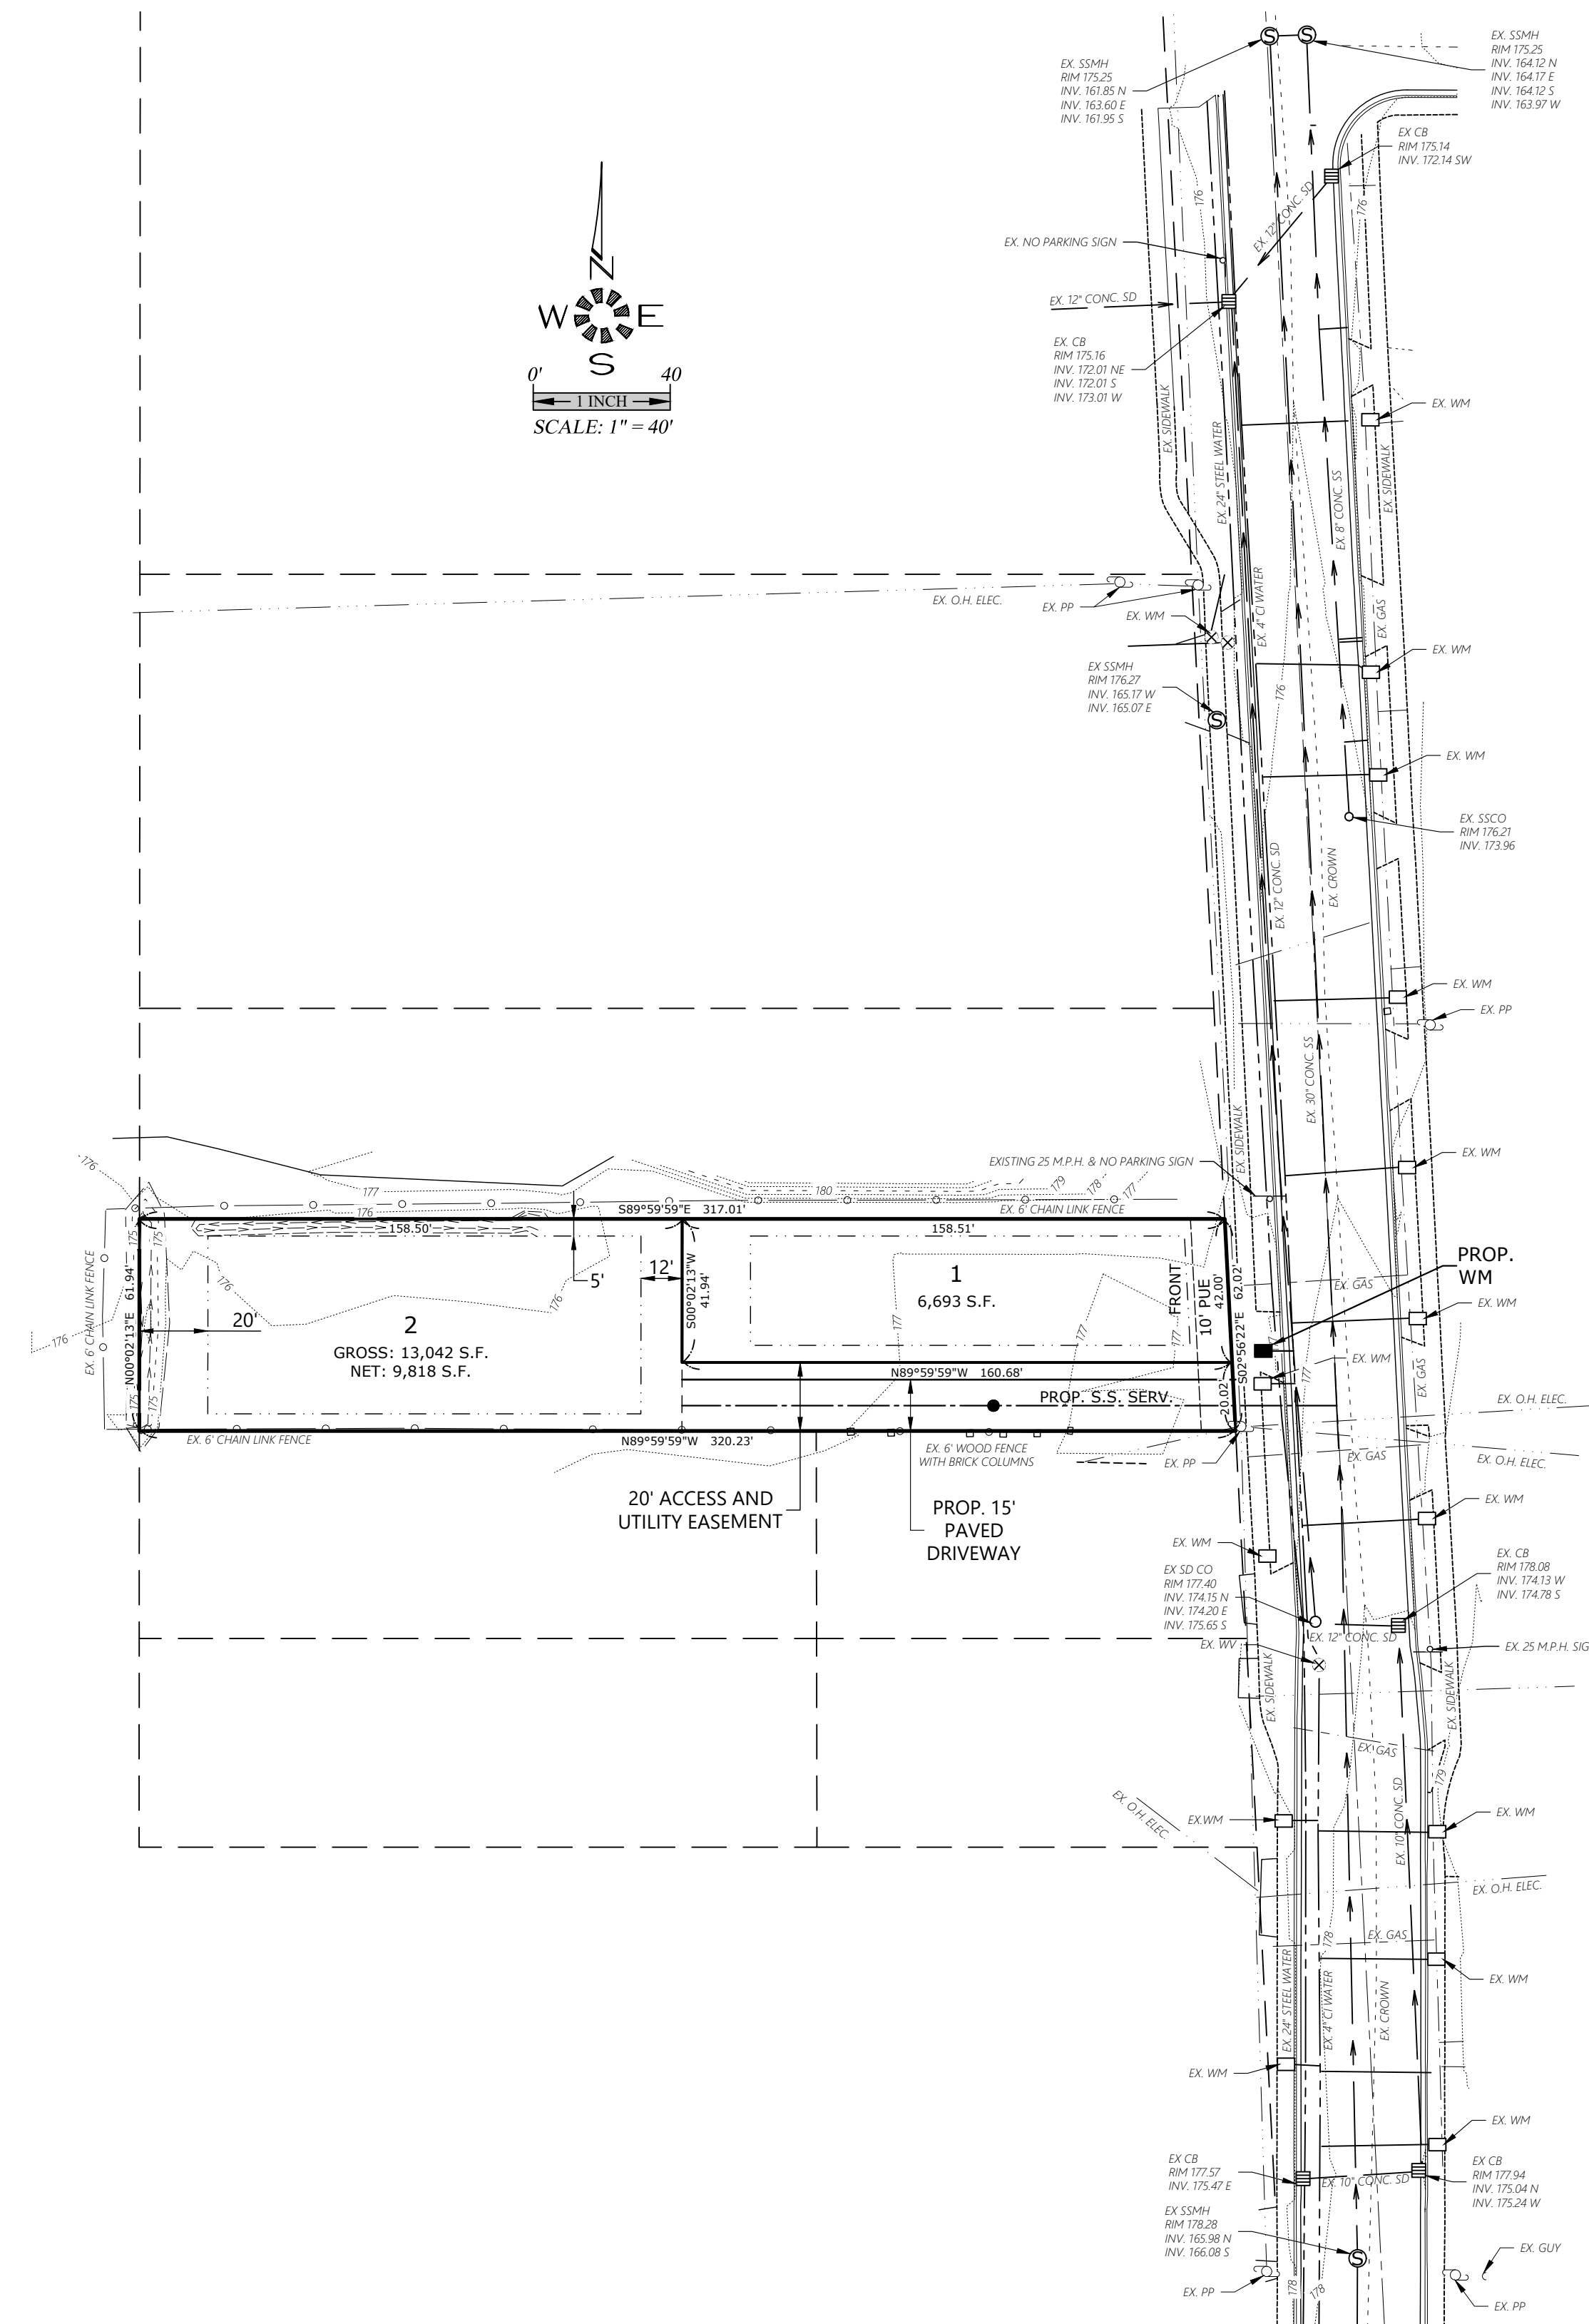 EX. SSMH
RIM 175.25
INV. 161.85 N
INV. 163.60 E
INV. 161.95 S
EX. SSMH
RIM 175.25
INV. 164.12 N
INV. 164.17 E
INV. 164.12 S
INV. 163.97 W
EX CB
RIM 175.14
INV. 172.14 SW
EX. 12" CONC. SD
176
176
EX. NO PARKING SIGN
EX. 12" CONC. SD
EX. CB
RIM 175.16
INV. 172.01 NE
INV. 172.01 S
INV. 173.01 W
N
W E
S
0' 40
1 INCH
SCALE: 1" = 40'
EX. SIDEWALK
EX. 24" STEEL WATER
EX. WM
EX. SIDEWALK
EX. 8" CONC. SS
EX. O.H. ELEC.
EX. PP
EX. WM
EX. 4" CI WATER
EX. GAS
EX. WM
EX SSMH
RIM 176.27
INV. 165.17 W
INV. 165.07 E
176
EX. WM
EX. SSCO
RIM 176.21
INV. 173.96
EX. 12" CONC. SD
EX. CROWN
EX. WM
EX. PP
EX. 30" CONC. SS
EX. SIDEWALK
EX. WM
EXISTING 25 M.P.H. & NO PARKING SIGN
176
177
180
179
178
177
176
S89°59'59"E 317.01'
EX. 6' CHAIN LINK FENCE
158.50'
158.51'
175
175
EX. 6' CHAIN LINK FENCE
N00°02'13"E 61.94'
176
176
20'
2
GROSS: 13,042 S.F.
NET: 9,818 S.F.
176
5'
12'
S00°02'13"W
41.94'
1
6,693 S.F.
177
177
177
FRONT
10' PUE
42.00'
S02°56'22"E 62.02'
20.02'
EX. GAS
PROP.
WM
EX. WM
EX. WM
177
EX. GAS
175
175
N89°59'59"W 160.68'
PROP. S.S. SERV.
EX. O.H. ELEC.
EX. 6' CHAIN LINK FENCE
N89°59'59"W 320.23'
EX. 6' WOOD FENCE
WITH BRICK COLUMNS
EX. PP
EX. GAS
EX. O.H. ELEC.
20' ACCESS AND
UTILITY EASEMENT
PROP. 15'
PAVED
DRIVEWAY
EX. WM
EX. WM
EX SD CO
RIM 177.40
INV. 174.15 N
INV. 174.20 E
INV. 175.65 S
EX. CB
RIM 178.08
INV. 174.13 W
INV. 174.78 S
EX. 12" CONC. SD
EX. WV
EX. 25 M.P.H. SIG
EX. SIDEWALK
EX. SIDEWALK
EX. GAS
179
EX. O.H. ELEC.
EX.WM
EX. 10" CONC. SD
EX. WM
EX. O.H. ELEC.
178
EX. GAS
EX. WM
EX. 24" STEEL WATER
EX. 4" CI WATER
EX. CROWN
EX. WM
EX. WM
EX CB
RIM 177.57
INV. 175.47 E
EX. 10" CONC. SD
EX CB
RIM 177.94
INV. 175.04 N
INV. 175.24 W
EX SSMH
RIM 178.28
INV. 165.98 N
INV. 166.08 S
EX. GUY
EX. PP
178
178
EX. PP